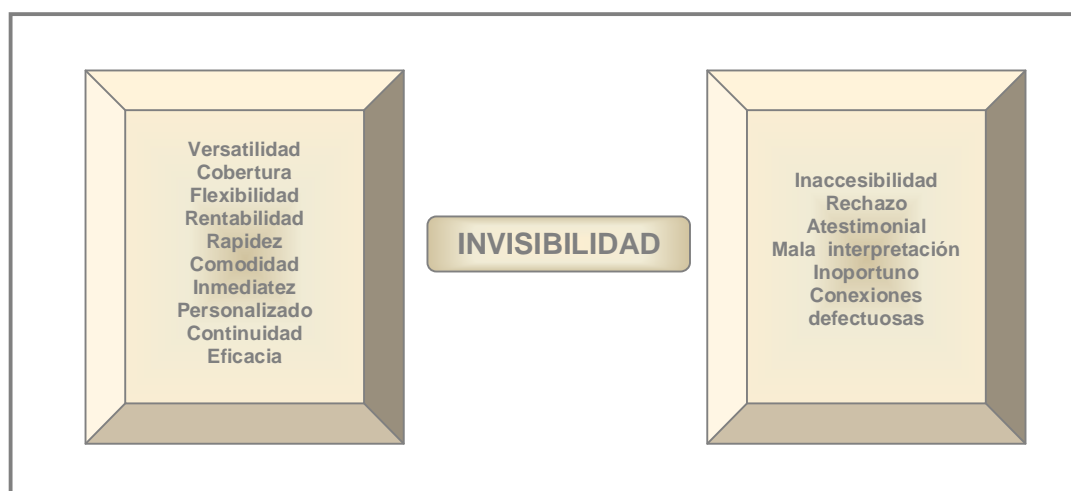 Versatilidad
Cobertura
Flexibilidad
Rentabilidad
Rapidez
Comodidad
Inmediatez
Personalizado
Continuidad
Eficacia
INVISIBILIDAD
Inaccesibilidad
Rechazo
Atestimonial
Mala interpretación
Inoportuno
Conexiones
defectuosas